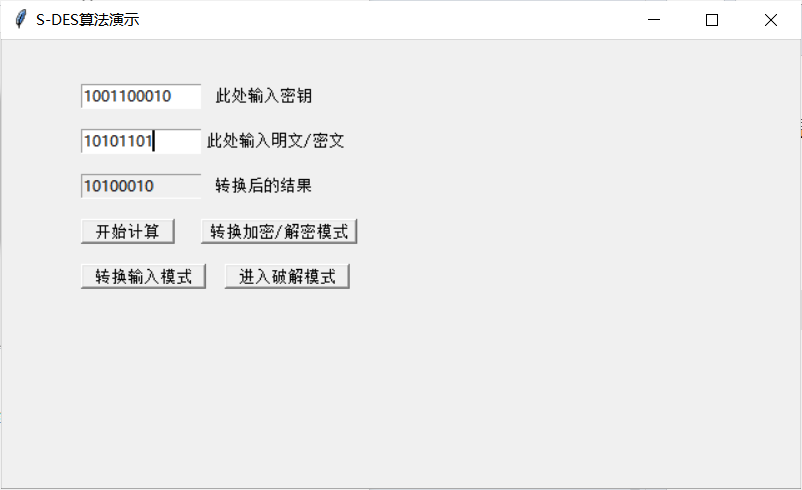 S-DES算法演示
1001100010 此处输入密钥
10101101 此处输入明文/密文
10100010 转换后的结果
开始计算 转换加密/解密模式
转换输入模式 进入破解模式